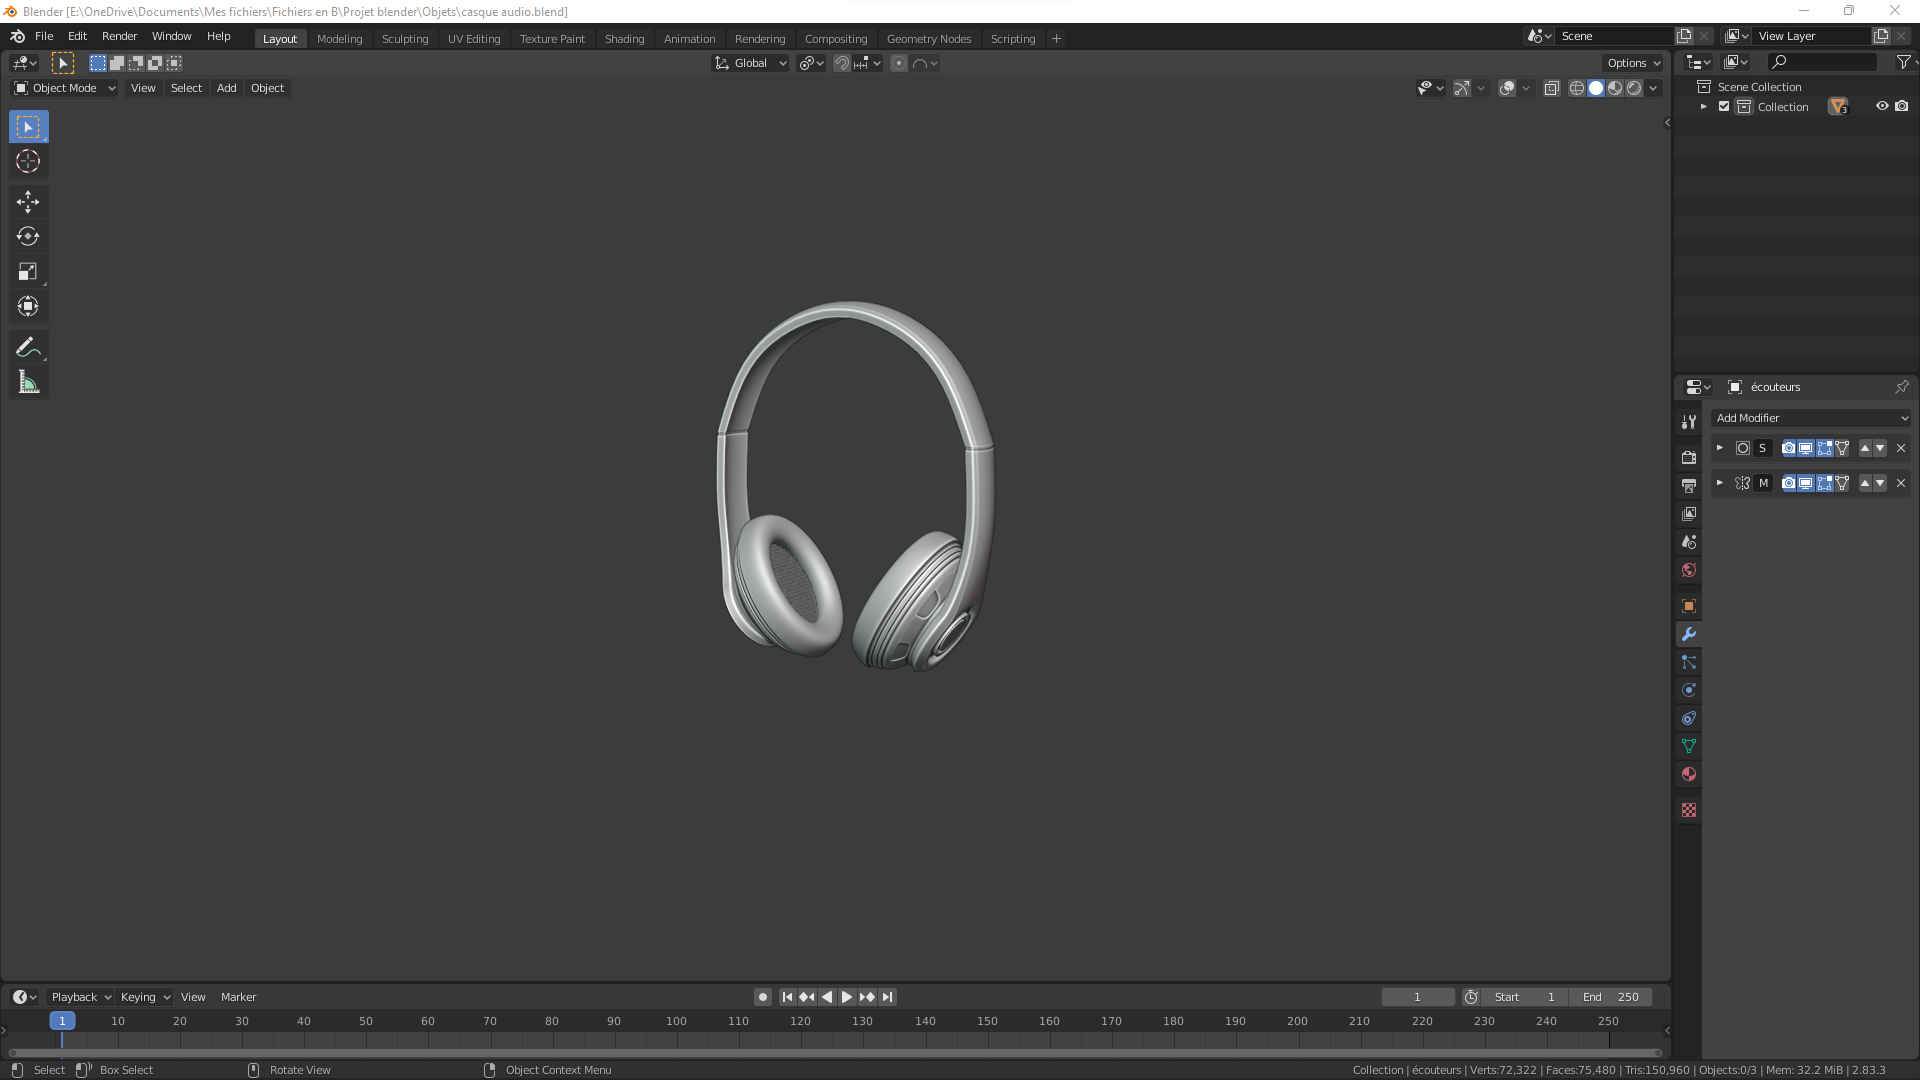 Blender [E:\OneDrive\Documents\Mes fichiers\Fichiers en B\Projet blender\Objets\casque audio.blend]
File Edit Render Window Help Layout Modeling Sculpting UV Editing Texture Paint Shading Animation Rendering Compositing Geometry Nodes Scripting + Scene View Layer
Global Options
Object Mode View Select Add Object
Scene Collection
Collection 3
écouteurs
Add Modifier
S
M
Playback Keying View Marker 1 Start 1 End 250
1 10 20 30 40 50 60 70 80 90 100 110 120 130 140 150 160 170 180 190 200 210 220 230 240 250
Select Box Select Rotate View Object Context Menu Collection | écouteurs | Verts:72,322 | Faces:75,480 | Tris:150,960 | Objects:0/3 | Mem: 32.2 MiB | 2.83.3